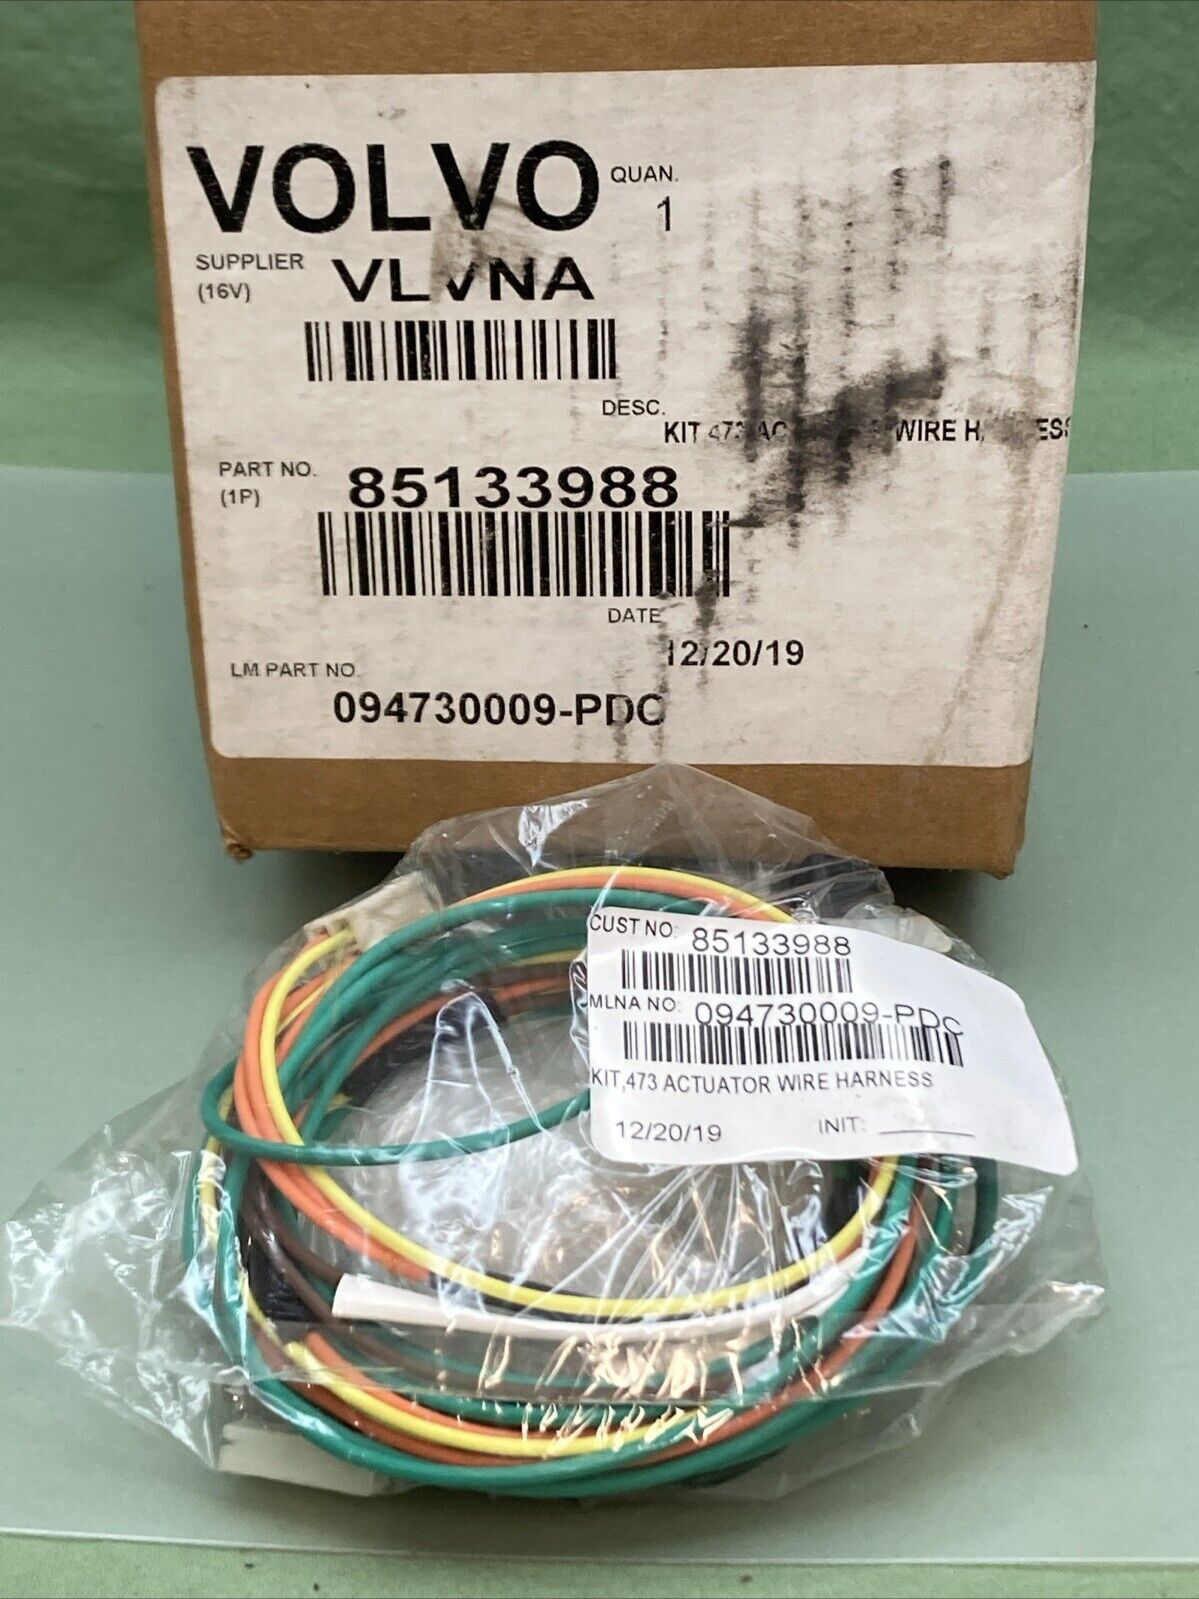 VOLVO
QUAN.
1
SUPPLIER
(16V)
VLVNA
DESC.
KIT 473 WIRE
PART NO.
(1P)
85133988
DATE
12/20/19
LM PART NO.
094730009-PDC
CUST NO: 85133988
MLNA NO: 094730009-PDC
KIT,473 ACTUATOR WIRE HARNESS
12/20/19 INIT: